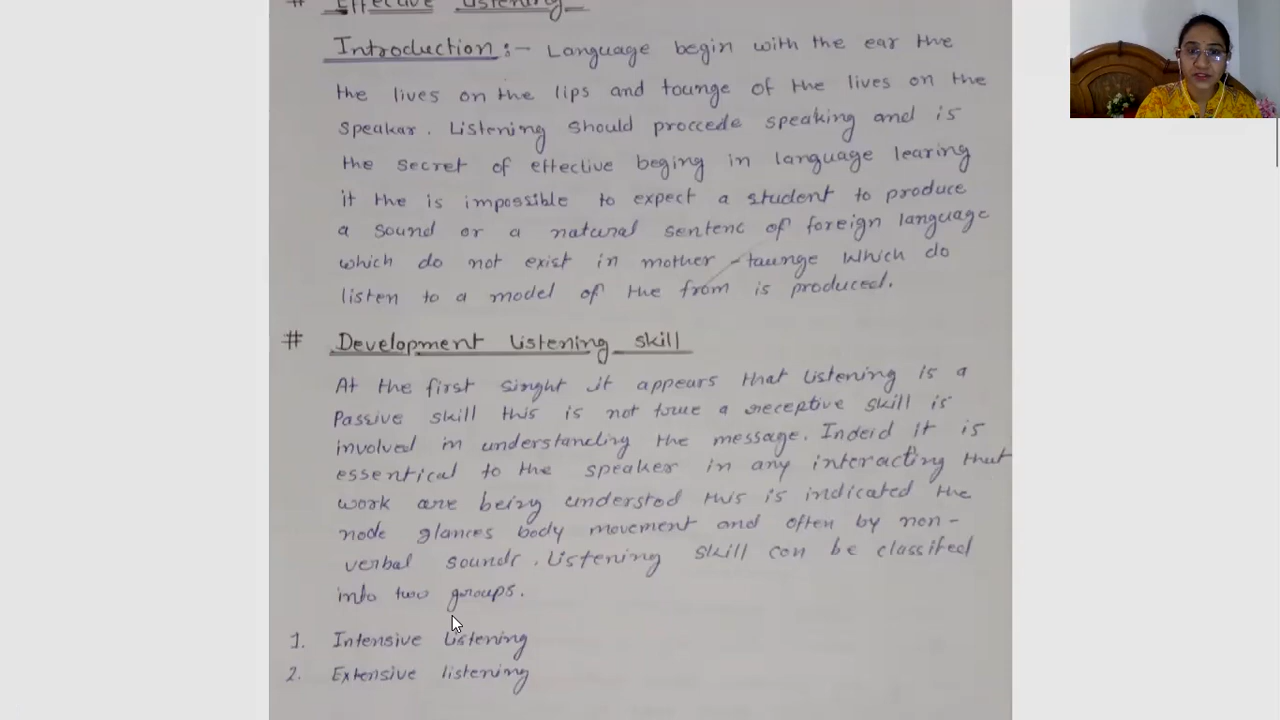 # Effective Listening
Introduction :- Language begin with the ear the
the lives on the lips and tounge of the lives on the
speakar. Listening should proccede speaking and is
the secret of effective beging in language learing
it the is impossible to expect a student to produce
a sound or a natural sentenc of foreign language
which do not exist in mother - taunge which do
listen to a model of the from is produced.
# Development listening skill
At the first singht it appears that listening is a
Passive skill this is not towe a receptive skill is
involved in understanding the message. Indeid it is
essentical to the speaker in any interacting that
work are being understod this is indicated the
node glances body movement and often by non-
verbal sounds. Listening skill can be classified
into two groups.
1. Intensive listening
2. Extensive listening